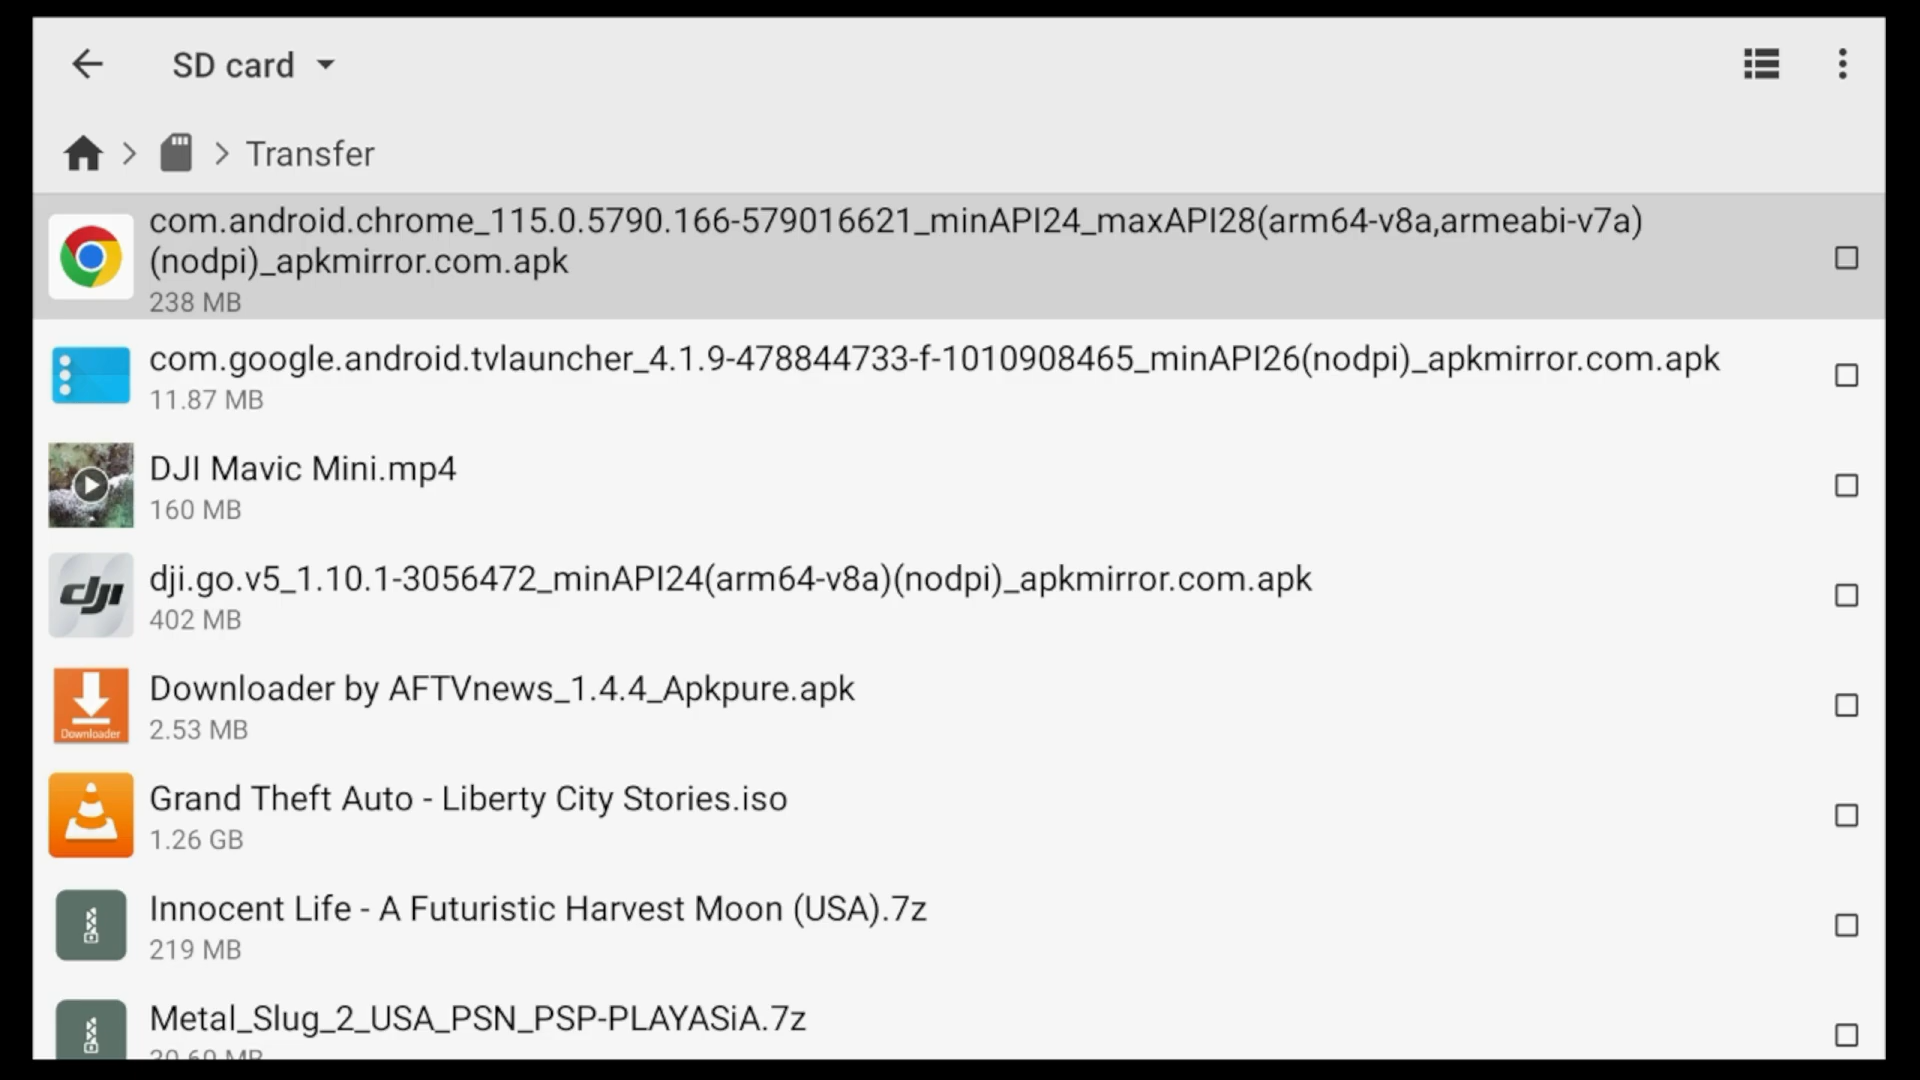 SD card
Transfer
com.android.chrome_115.0.5790.166-579016621_minAPI24_maxAPI28(arm64-v8a,armeabi-v7a)
(nodpi)_apkmirror.com.apk
238 MB
com.google.android.tvlauncher_4.1.9-478844733-f-1010908465_minAPI26(nodpi)_apkmirror.com.apk
11.87 MB
DJI Mavic Mini.mp4
160 MB
dji
dji.go.v5_1.10.1-3056472_minAPI24(arm64-v8a)(nodpi)_apkmirror.com.apk
402 MB
Downloader
Downloader by AFTVnews_1.4.4_Apkpure.apk
2.53 MB
Grand Theft Auto - Liberty City Stories.iso
1.26 GB
Innocent Life - A Futuristic Harvest Moon (USA).7z
219 MB
Metal_Slug_2_USA_PSN_PSP-PLAYASiA.7z